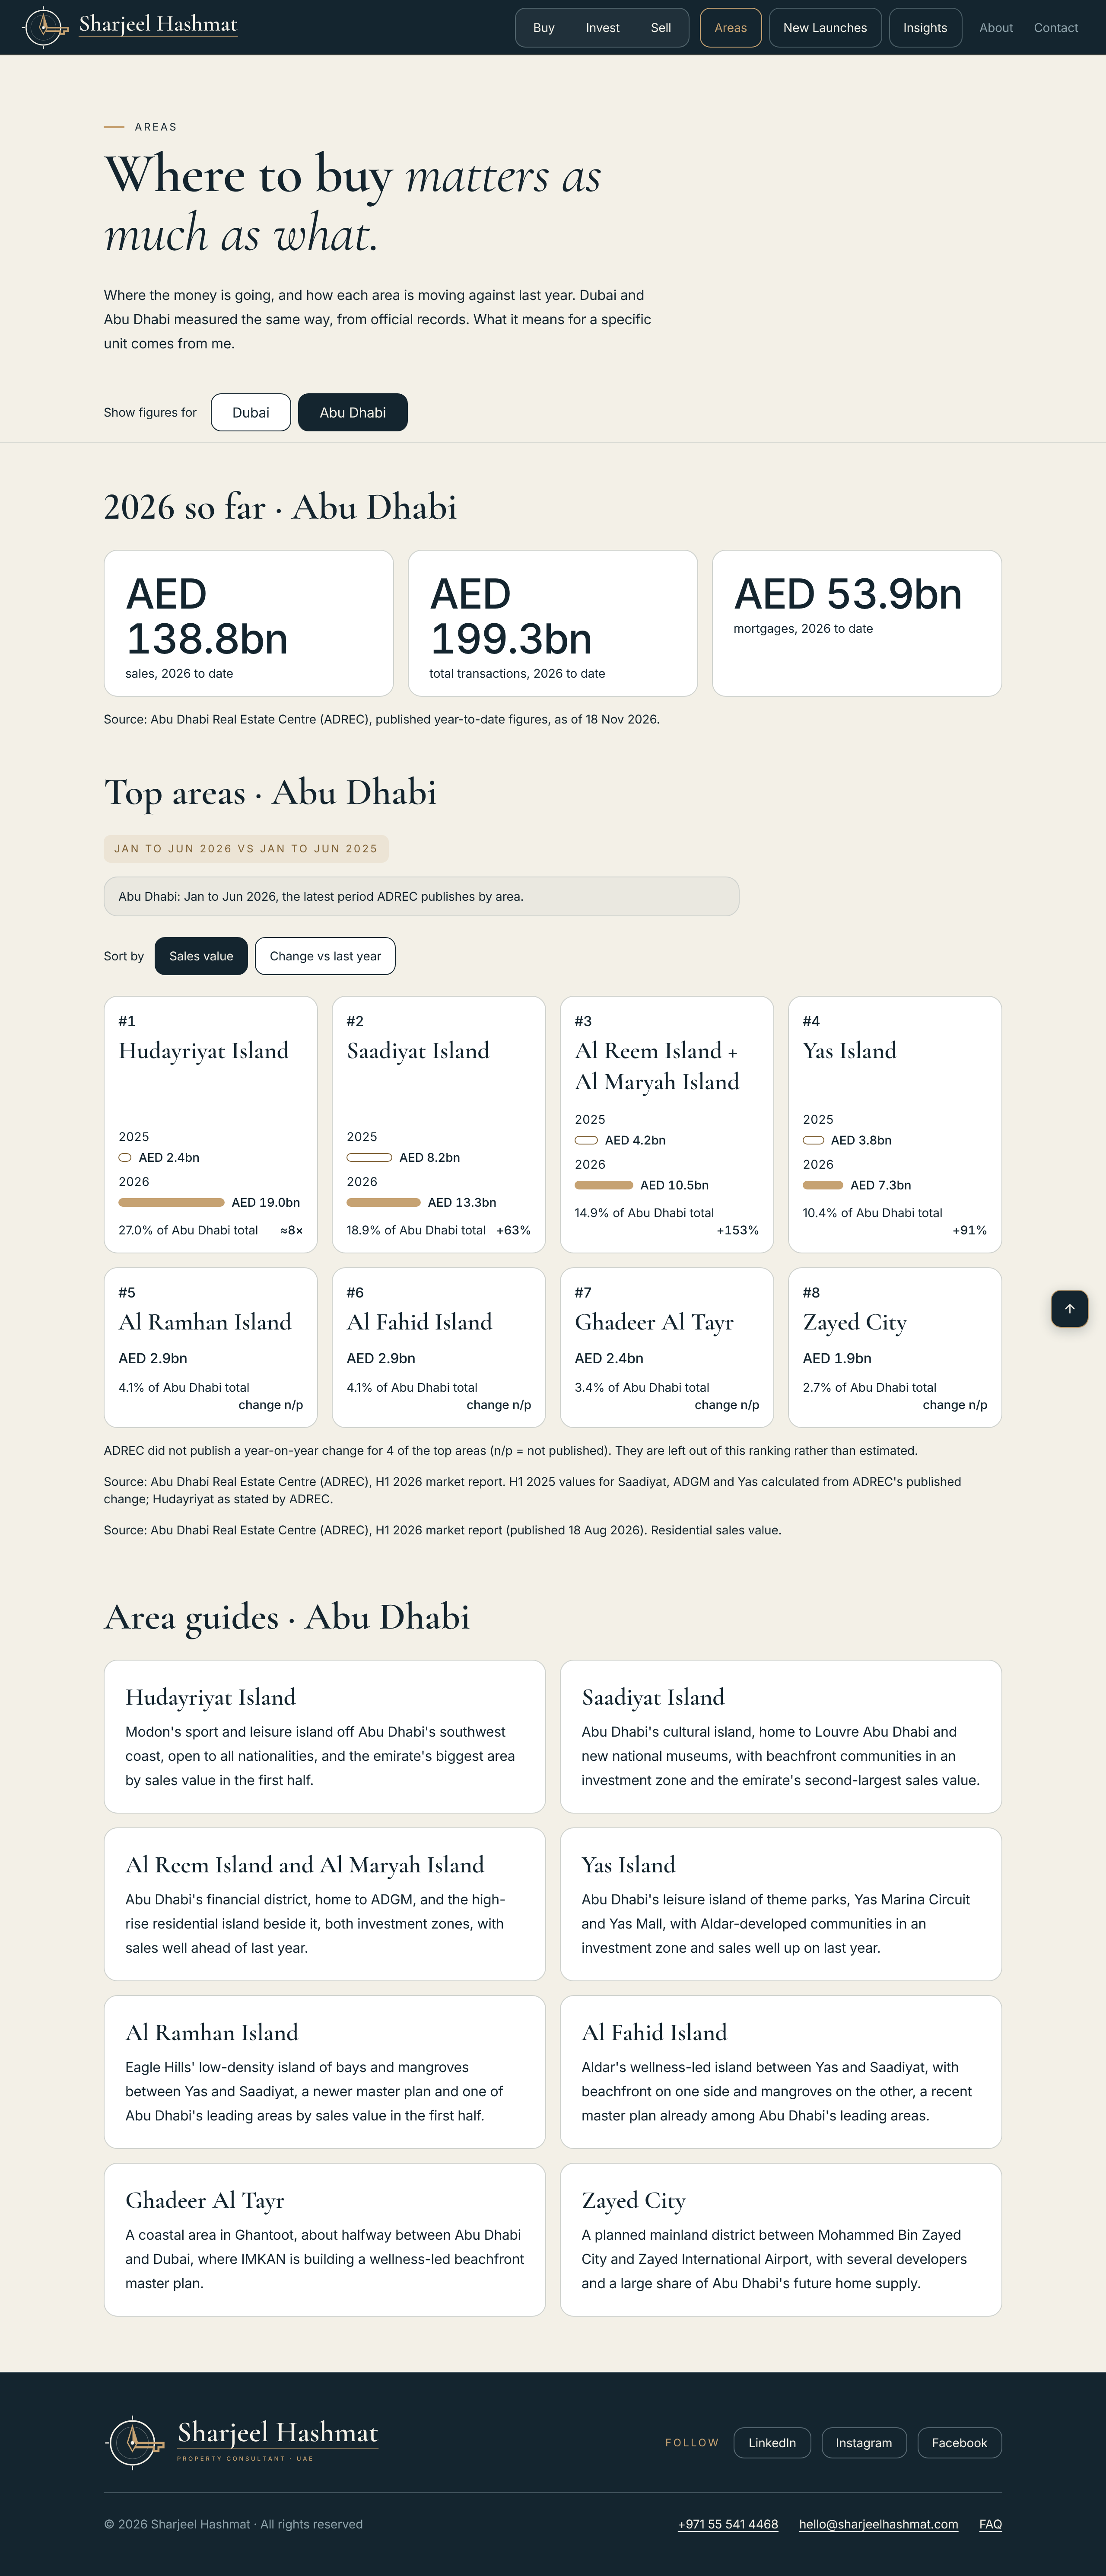 Sharjeel Hashmat
Buy Invest Sell Areas New Launches Insights About Contact
AREAS
Where to buy matters as
much as what.
Where the money is going, and how each area is moving against last year. Dubai and
Abu Dhabi measured the same way, from official records. What it means for a specific
unit comes from me.
Show figures for Dubai Abu Dhabi
2026 so far · Abu Dhabi
AED
138.8bn
sales, 2026 to date
AED
199.3bn
total transactions, 2026 to date
AED 53.9bn
mortgages, 2026 to date
Source: Abu Dhabi Real Estate Centre (ADREC), published year-to-date figures, as of 18 Nov 2026.
Top areas · Abu Dhabi
JAN TO JUN 2026 VS JAN TO JUN 2025
Abu Dhabi: Jan to Jun 2026, the latest period ADREC publishes by area.
Sort by Sales value Change vs last year
#1
Hudayriyat Island
2025
AED 2.4bn
2026
AED 19.0bn
27.0% of Abu Dhabi total ≈8×
#2
Saadiyat Island
2025
AED 8.2bn
2026
AED 13.3bn
18.9% of Abu Dhabi total +63%
#3
Al Reem Island +
Al Maryah Island
2025
AED 4.2bn
2026
AED 10.5bn
14.9% of Abu Dhabi total
+153%
#4
Yas Island
2025
AED 3.8bn
2026
AED 7.3bn
10.4% of Abu Dhabi total
+91%
#5
Al Ramhan Island
AED 2.9bn
4.1% of Abu Dhabi total
change n/p
#6
Al Fahid Island
AED 2.9bn
4.1% of Abu Dhabi total
change n/p
#7
Ghadeer Al Tayr
AED 2.4bn
3.4% of Abu Dhabi total
change n/p
#8
Zayed City
AED 1.9bn
2.7% of Abu Dhabi total
change n/p
ADREC did not publish a year-on-year change for 4 of the top areas (n/p = not published). They are left out of this ranking rather than estimated.
Source: Abu Dhabi Real Estate Centre (ADREC), H1 2026 market report. H1 2025 values for Saadiyat, ADGM and Yas calculated from ADREC's published
change; Hudayriyat as stated by ADREC.
Source: Abu Dhabi Real Estate Centre (ADREC), H1 2026 market report (published 18 Aug 2026). Residential sales value.
Area guides · Abu Dhabi
Hudayriyat Island
Modon's sport and leisure island off Abu Dhabi's southwest
coast, open to all nationalities, and the emirate's biggest area
by sales value in the first half.
Saadiyat Island
Abu Dhabi's cultural island, home to Louvre Abu Dhabi and
new national museums, with beachfront communities in an
investment zone and the emirate's second-largest sales value.
Al Reem Island and Al Maryah Island
Abu Dhabi's financial district, home to ADGM, and the high-
rise residential island beside it, both investment zones, with
sales well ahead of last year.
Yas Island
Abu Dhabi's leisure island of theme parks, Yas Marina Circuit
and Yas Mall, with Aldar-developed communities in an
investment zone and sales well up on last year.
Al Ramhan Island
Eagle Hills' low-density island of bays and mangroves
between Yas and Saadiyat, a newer master plan and one of
Abu Dhabi's leading areas by sales value in the first half.
Al Fahid Island
Aldar's wellness-led island between Yas and Saadiyat, with
beachfront on one side and mangroves on the other, a recent
master plan already among Abu Dhabi's leading areas.
Ghadeer Al Tayr
A coastal area in Ghantoot, about halfway between Abu Dhabi
and Dubai, where IMKAN is building a wellness-led beachfront
master plan.
Zayed City
A planned mainland district between Mohammed Bin Zayed
City and Zayed International Airport, with several developers
and a large share of Abu Dhabi's future home supply.
Sharjeel Hashmat
PROPERTY CONSULTANT · UAE
FOLLOW LinkedIn Instagram Facebook
© 2026 Sharjeel Hashmat · All rights reserved
+971 55 541 4468 hello@sharjeelhashmat.com FAQ